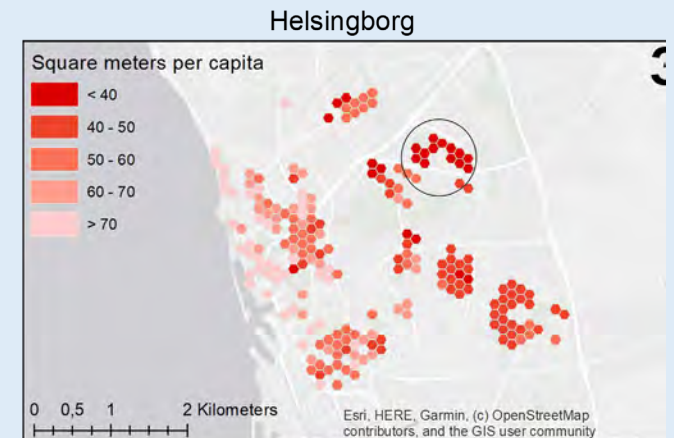 Helsingborg
3
Square meters per capita
< 40
40 - 50
50 - 60
60 - 70
> 70
0 0,5 1 2 Kilometers
Esri, HERE, Garmin, (c) OpenStreetMap
contributors, and the GIS user community